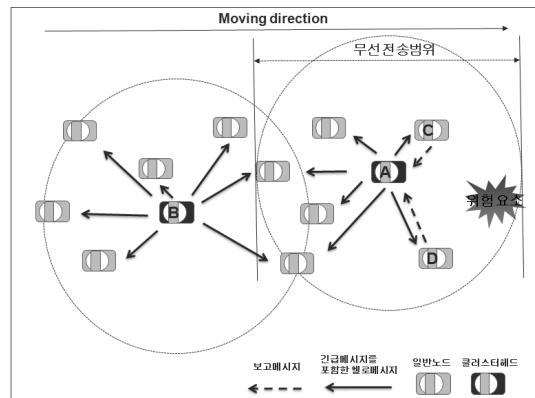 Moving direction
무선 전송범위
C
A
B
D
위험 요소
보고메시지
긴급메시지를
포함한 헬로메시지
일반노드
클러스터헤드